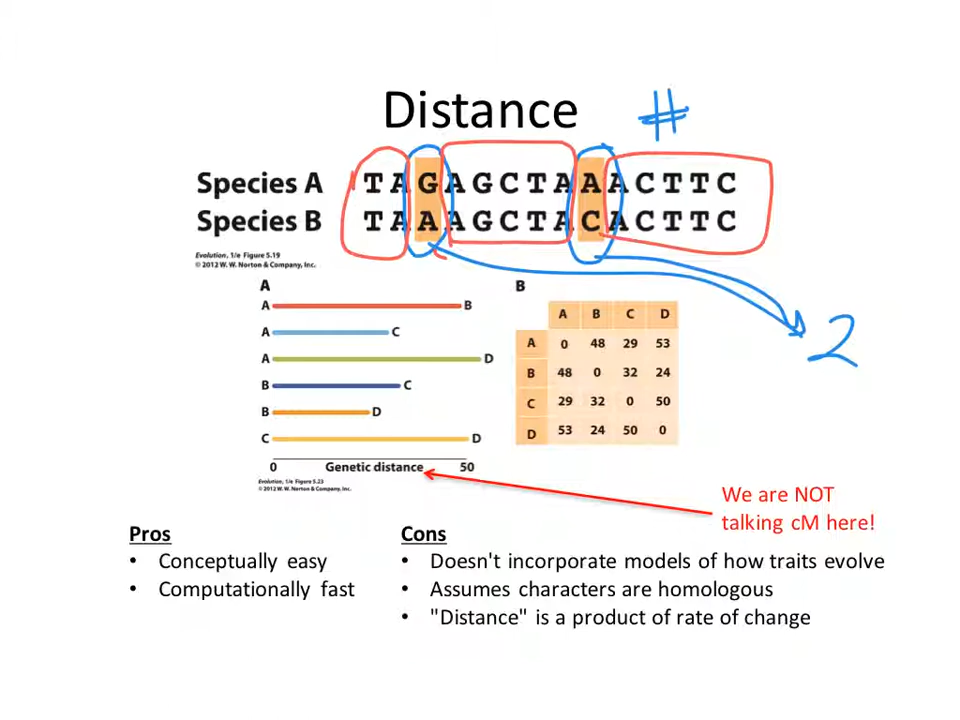 Distance #
Species A T A G A G C T A A A C T T C
Species B T A A A G C T A C A C T T C
Evolution, 1/e Figure 5.19
© 2012 W. W. Norton & Company, Inc.
A
A B
A C
A D
B C
B D
C D
0 Genetic distance 50
Evolution, 1/e Figure 5.23
© 2012 W. W. Norton & Company, Inc.
B
A B C D
A 0 48 29 53
B 48 0 32 24
C 29 32 0 50
D 53 24 50 0
2
We are NOT
talking cM here!
Pros
• Conceptually easy
• Computationally fast
Cons
• Doesn't incorporate models of how traits evolve
• Assumes characters are homologous
• "Distance" is a product of rate of change